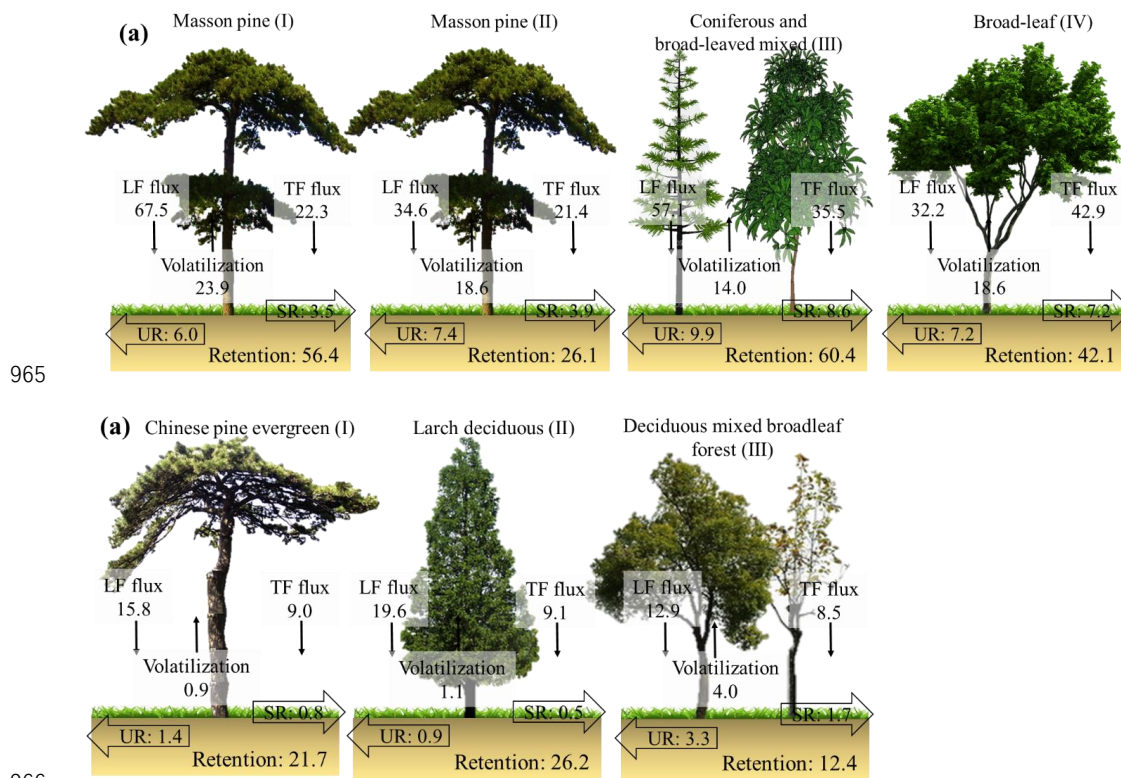 (a)
Masson pine (I)
Masson pine (II)
Coniferous and
broad-leaved mixed (III)
Broad-leaf (IV)
LF flux
67.5
TF flux
22.3
Volatilization
23.9
SR: 3.5
UR: 6.0
Retention: 56.4
LF flux
34.6
TF flux
21.4
Volatilization
18.6
SR: 3.9
UR: 7.4
Retention: 26.1
LF flux
57.1
TF flux
35.5
Volatilization
14.0
SR: 8.6
UR: 9.9
Retention: 60.4
LF flux
32.2
TF flux
42.9
Volatilization
18.6
SR: 7.2
UR: 7.2
Retention: 42.1
965
(a)
Chinese pine evergreen (I)
Larch deciduous (II)
Deciduous mixed broadleaf
forest (III)
LF flux
15.8
TF flux
9.0
Volatilization
0.9
SR: 0.8
UR: 1.4
Retention: 21.7
LF flux
19.6
TF flux
9.1
Volatilization
1.1
SR: 0.5
UR: 0.9
Retention: 26.2
LF flux
12.9
TF flux
8.5
Volatilization
4.0
SR: 1.7
UR: 3.3
Retention: 12.4